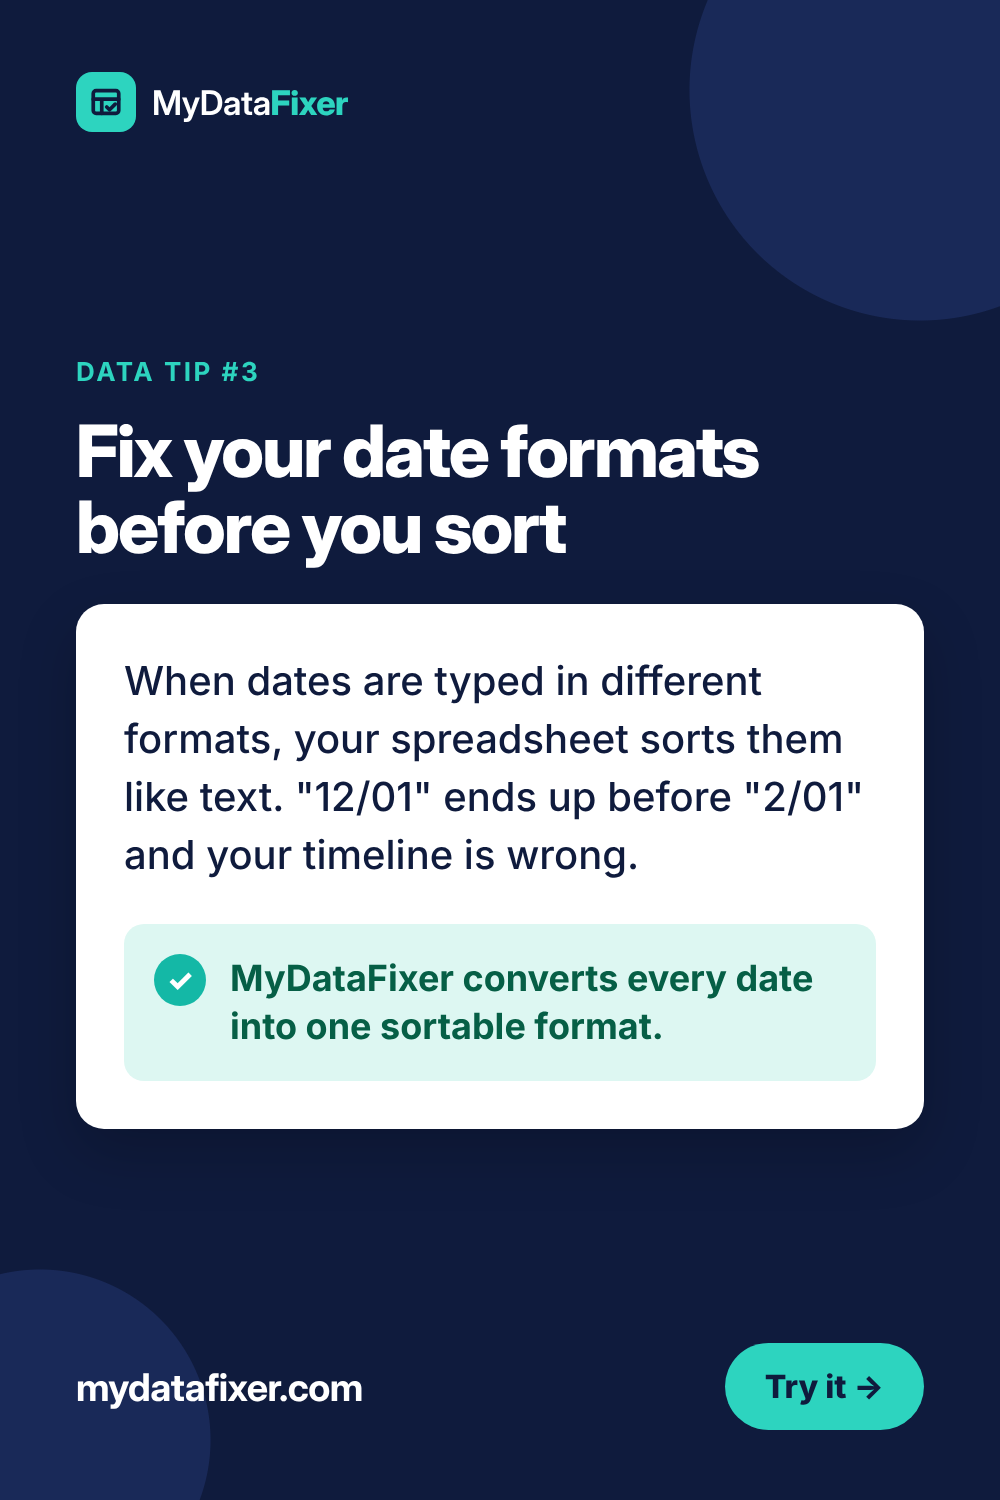 MyDataFixer
DATA TIP #3
Fix your date formats
before you sort
When dates are typed in different
formats, your spreadsheet sorts them
like text. "12/01" ends up before "2/01"
and your timeline is wrong.
MyDataFixer converts every date
into one sortable format.
mydatafixer.com
Try it →